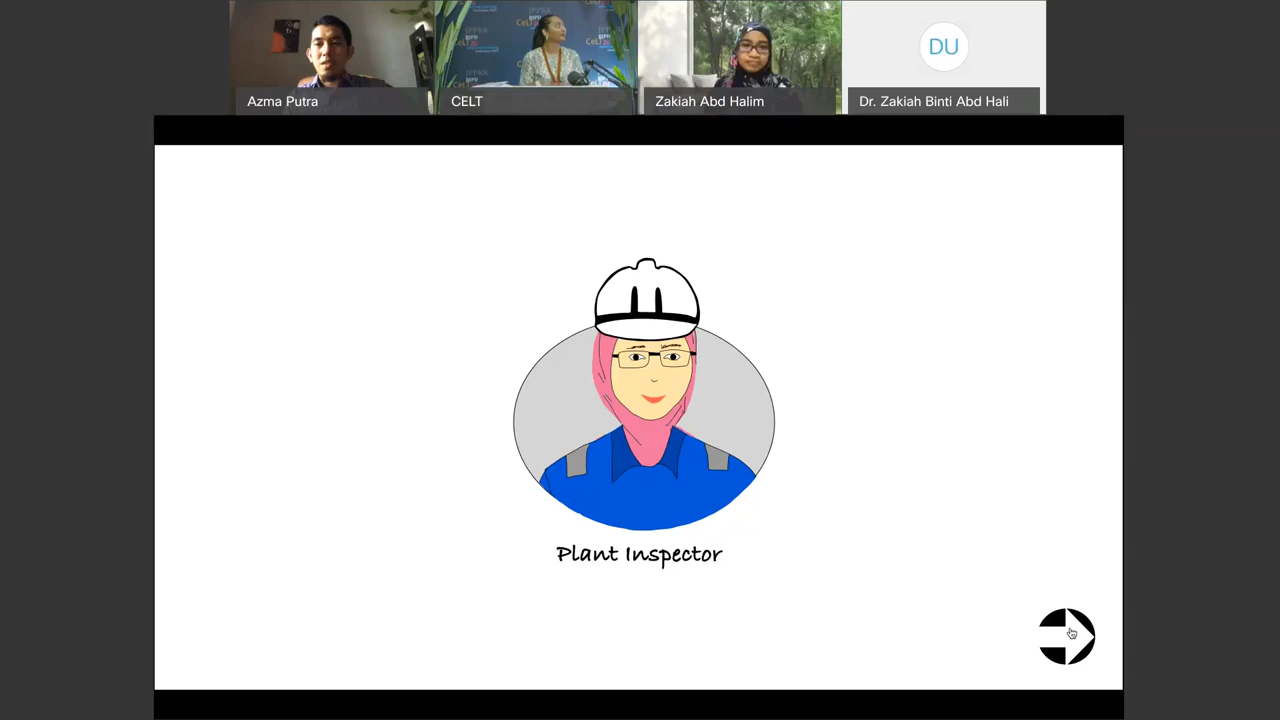 Azma Putra
CELT
Zakiah Abd Halim
DU
Dr. Zakiah Binti Abd Hali
Plant Inspector